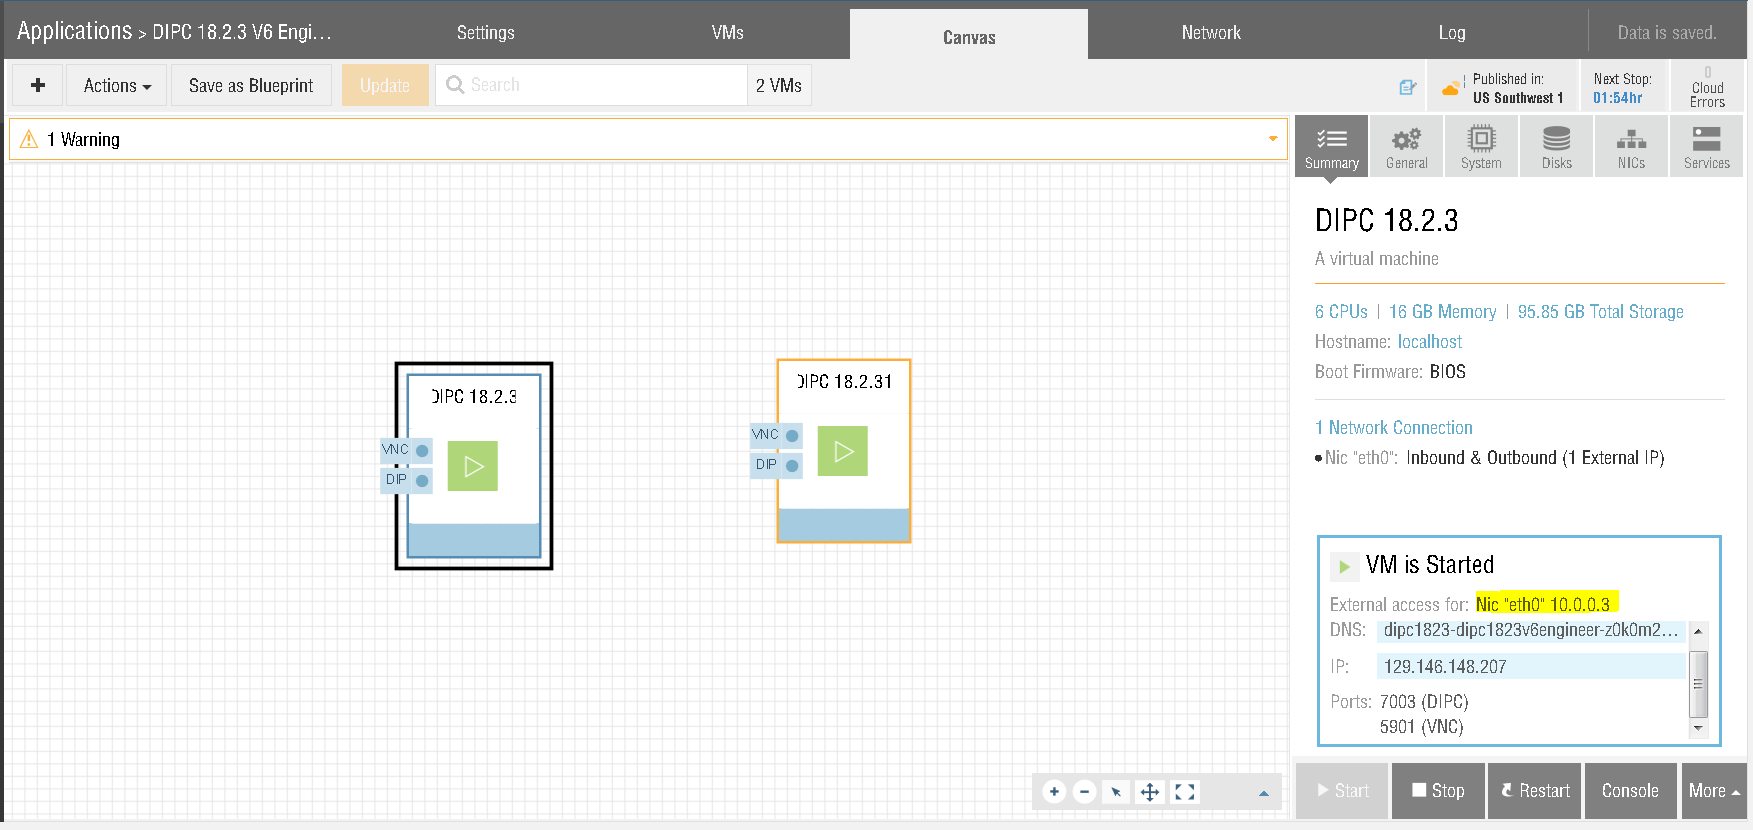 Applications > DIPC 18.2.3 V6 Engi...
Settings
VMs
Canvas
Network
Log
Data is saved.
Actions
Save as Blueprint
Update
Search
2 VMs
Published in:
US Southwest 1
Next Stop:
01:54hr
0
Cloud
Errors
1 Warning
Summary
General
System
Disks
NICs
Services
DIPC 18.2.3
A virtual machine
6 CPUs | 16 GB Memory | 95.85 GB Total Storage
Hostname: localhost
Boot Firmware: BIOS
1 Network Connection
•Nic "eth0": Inbound & Outbound (1 External IP)
DIPC 18.2.3
VNC
DIP
DIPC 18.2.31
VNC
DIP
VM is Started
External access for: Nic "eth0" 10.0.0.3
DNS: dipc1823-dipc1823v6engineer-z0k0m2...
IP: 129.146.148.207
Ports: 7003 (DIPC)
5901 (VNC)
Start
Stop
Restart
Console
More